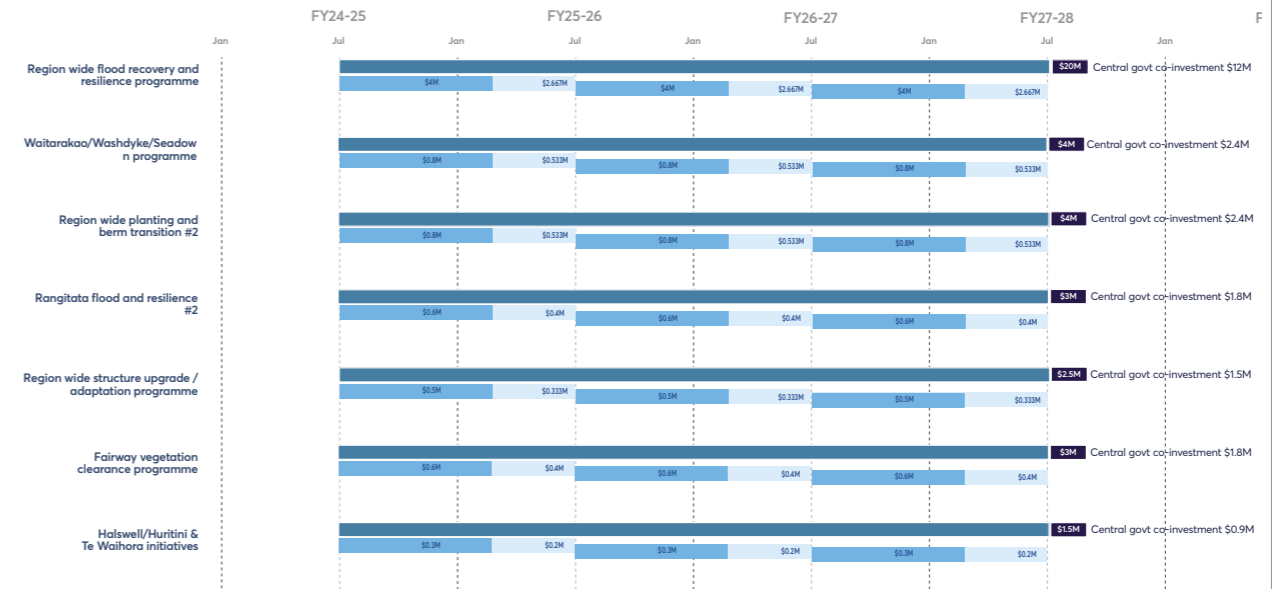 FY24-25 FY25-26 FY26-27 FY27-28 F
Jan Jul Jan Jul Jan Jul Jan Jul Jan
Region wide flood recovery and
resilience programme
$20M Central govt co-investment $12M
$4M $2.667M $4M $2.667M $4M $2.667M
Waitarakao/Washdyke/Seadow
n programme
$4M Central govt co-investment $2.4M
$0.8M $0.533M $0.8M $0.533M $0.8M $0.533M
Region wide planting and
berm transition #2
$4M Central govt co-investment $2.4M
$0.8M $0.533M $0.8M $0.533M $0.8M $0.533M
Rangitata flood and resilience
#2
$3M Central govt co-investment $1.8M
$0.6M $0.4M $0.6M $0.4M $0.6M $0.4M
Region wide structure upgrade /
adaptation programme
$2.5M Central govt co-investment $1.5M
$0.5M $0.333M $0.5M $0.333M $0.5M $0.333M
Fairway vegetation
clearance programme
$3M Central govt co-investment $1.8M
$0.6M $0.4M $0.6M $0.4M $0.6M $0.4M
Halswell/Huritini &
Te Waihora initiatives
$1.5M Central govt co-investment $0.9M
$0.3M $0.2M $0.3M $0.2M $0.3M $0.2M